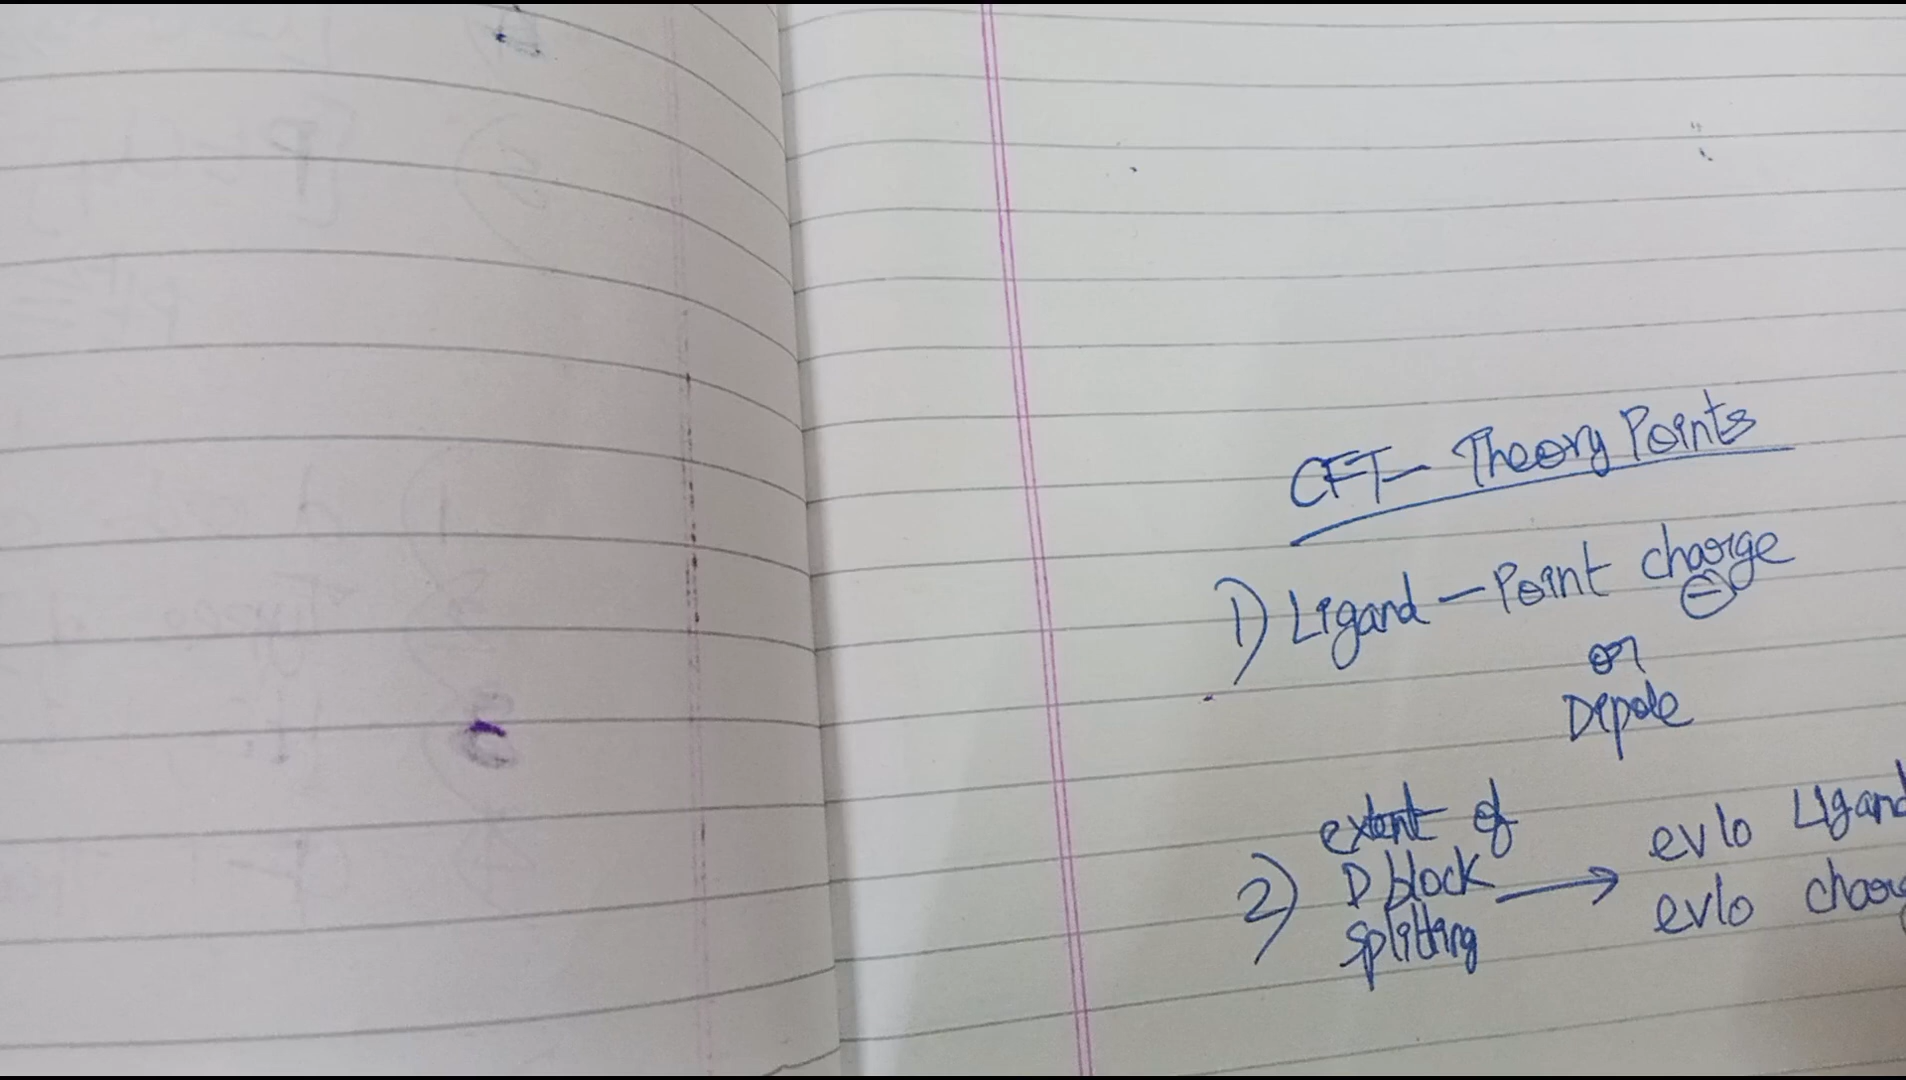 CFT - Theory Points
1) Ligand - Point charge
⊖
or
Dipole
extent of
2) D block → evlo Ligand
splitting evlo